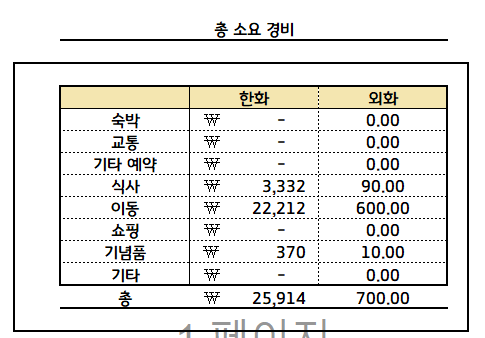 총 소요 경비
한화 외화
숙박 ₩ - 0.00
교통 ₩ - 0.00
기타 예약 ₩ - 0.00
식사 ₩ 3,332 90.00
이동 ₩ 22,212 600.00
쇼핑 ₩ - 0.00
기념품 ₩ 370 10.00
기타 ₩ - 0.00
총 ₩ 25,914 700.00
1 페이지